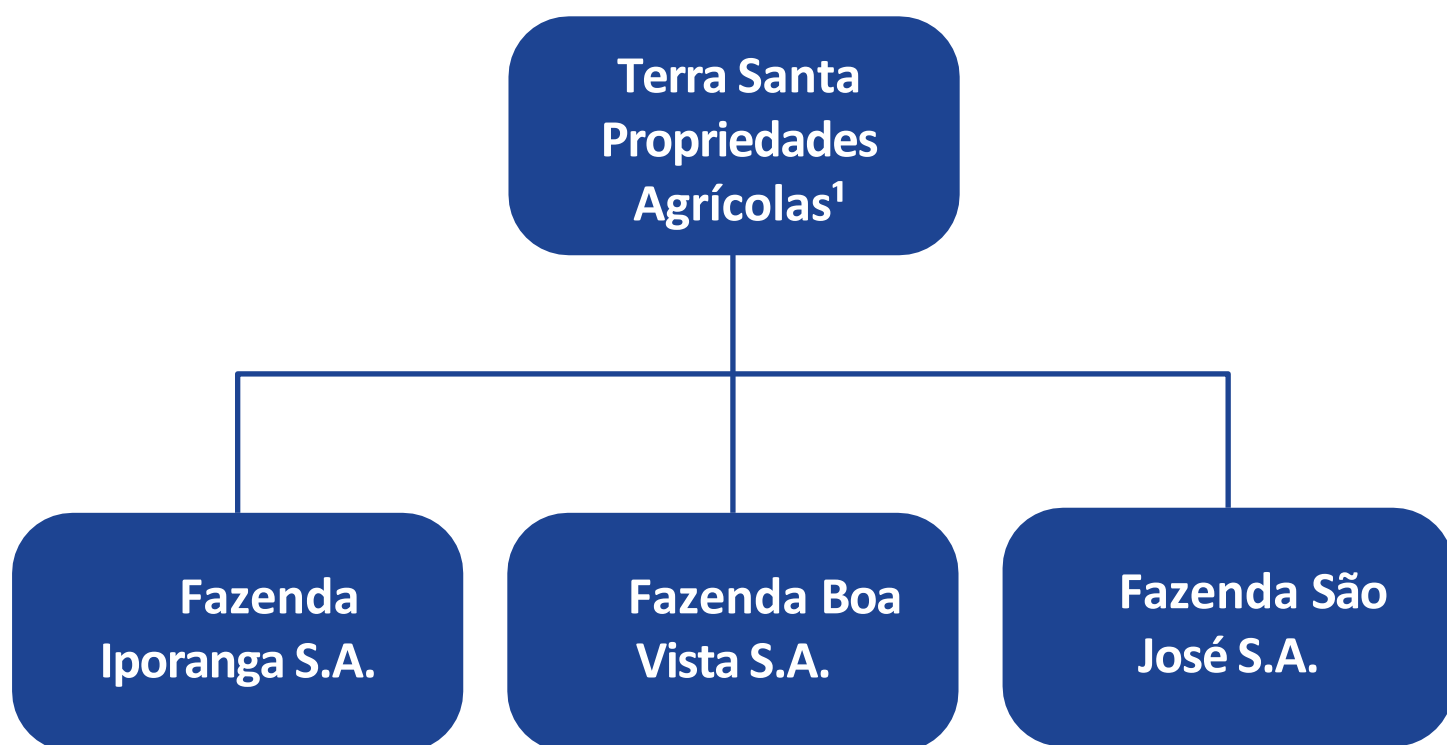 Terra Santa
Propriedades
Agrícolas¹
Fazenda
Iporanga S.A.
Fazenda Boa
Vista S.A.
Fazenda São
José S.A.